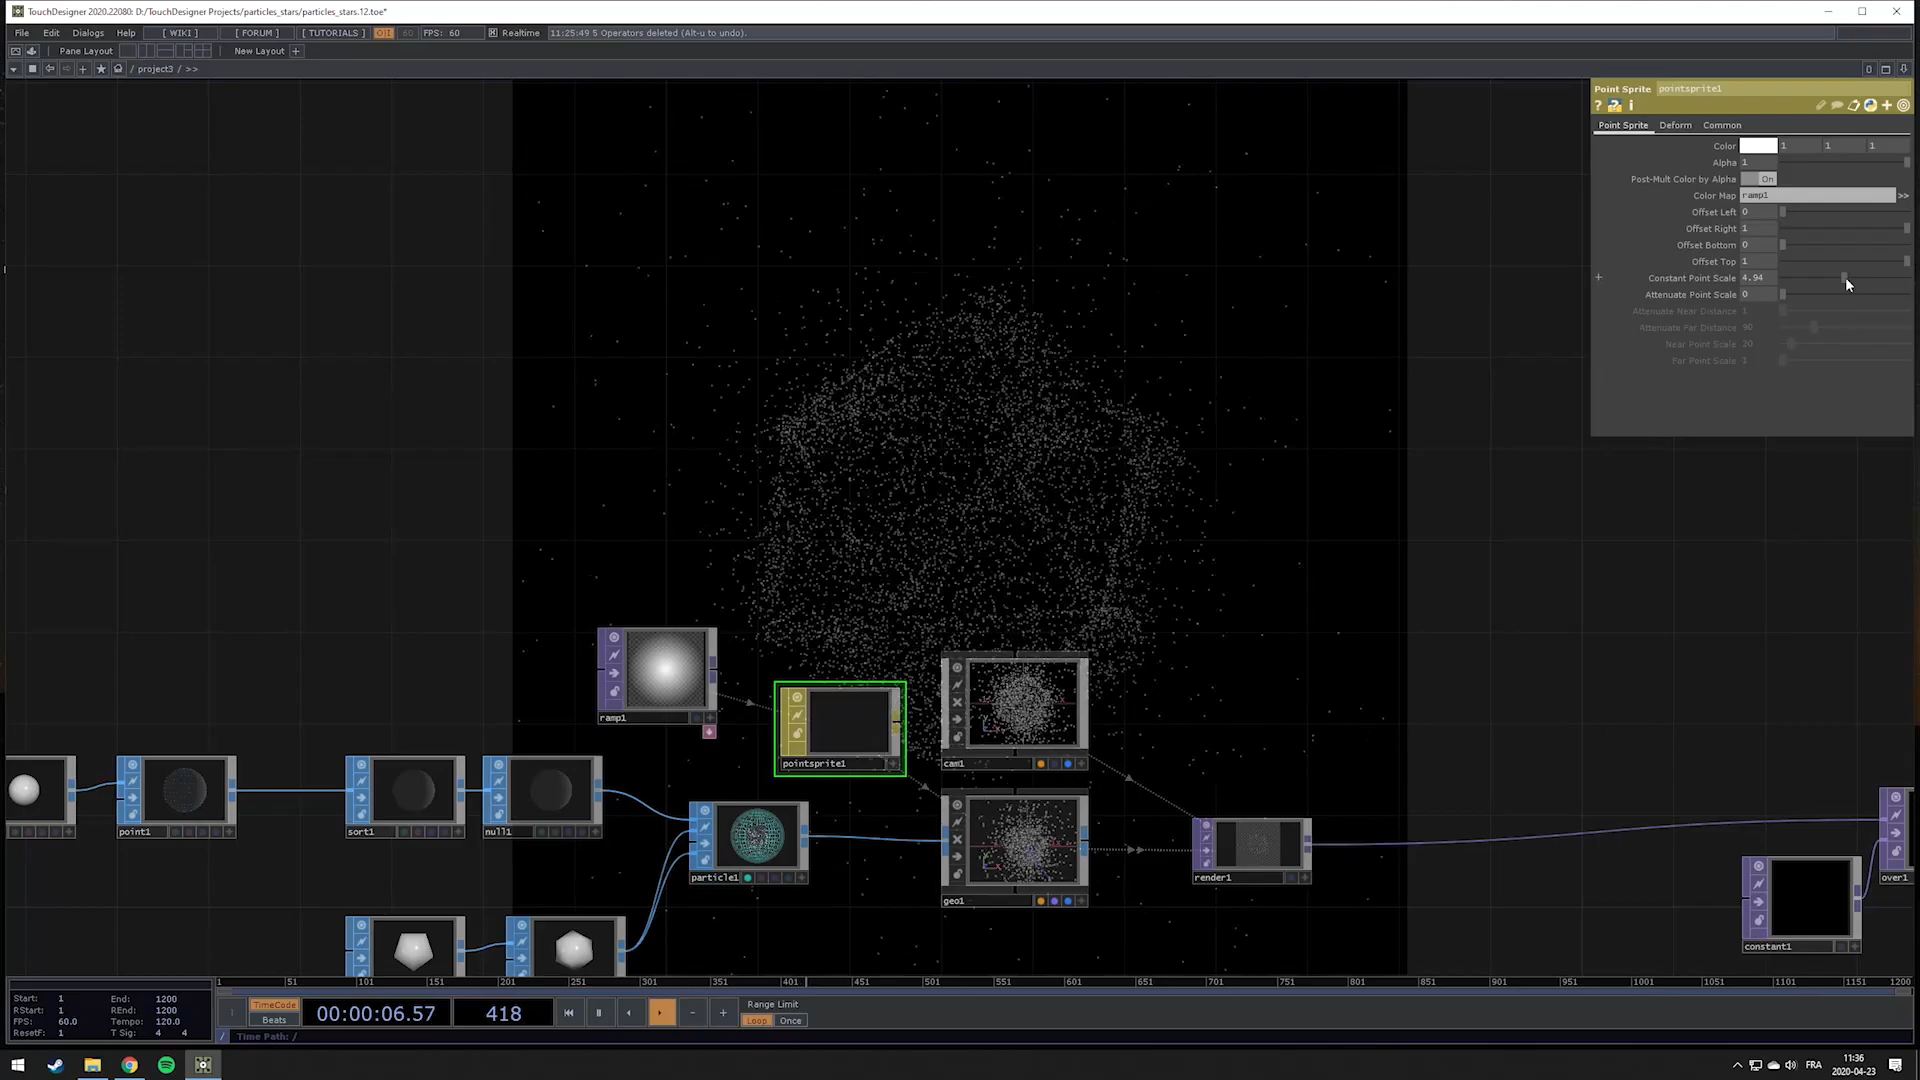 TouchDesigner 2020.22080: D:/TouchDesigner Projects/particles_stars/particles_stars.12.toe*
File Edit Dialogs Help [ WIKI ] [ FORUM ] [ TUTORIALS ] O|I 60 FPS: 60 Realtime 11:25:49 5 Operators deleted (Alt-u to undo).
Pane Layout New Layout +
/ project3 / >>
0
Point Sprite pointsprite1
Point Sprite Deform Common
Color 1 1 1
Alpha 1
Post-Mult Color by Alpha On
Color Map ramp1 >>
Offset Left 0
Offset Right 1
Offset Bottom 0
Offset Top 1
+ Constant Point Scale 4.94
Attenuate Point Scale 0
Attenuate Near Distance 1
Attenuate Far Distance 90
Near Point Scale 20
Far Point Scale 1
ramp1
pointsprite1
cam1
point1
sort1
null1
particle1
geo1
render1
over1
constant1
1 51 101 151 201 251 301 351 401 451 501 551 601 651 701 751 801 851 901 951 1001 1051 1101 1151 1200
Start: 1 End: 1200
RStart: 1 REnd: 1200
FPS: 60.0 Tempo: 120.0
ResetF: 1 T Sig: 4 4
TimeCode
Beats
00:00:06.57
418
Range Limit
Loop Once
/ Time Path: /
FRA
11:36
2020-04-23